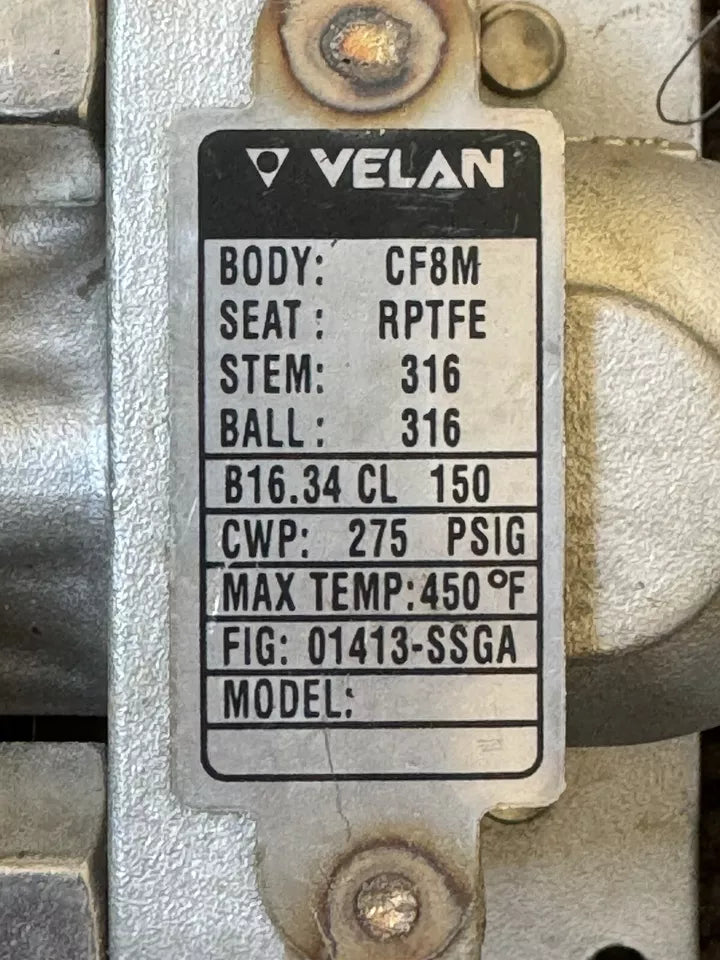 VELAN
BODY: CF8M
SEAT: RPTFE
STEM: 316
BALL: 316
B16.34 CL 150
CWP: 275 PSIG
MAX TEMP: 450 °F
FIG: 01413-SSGA
MODEL: